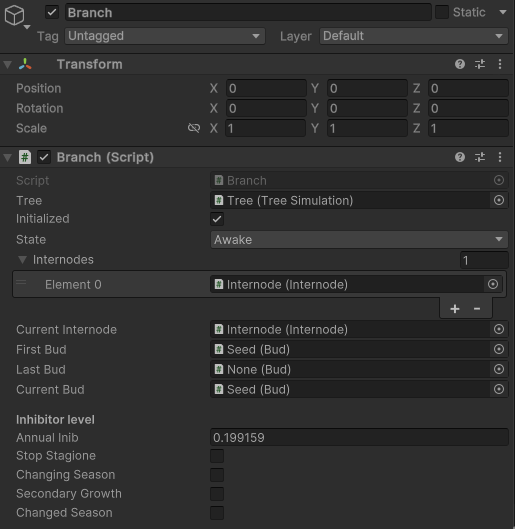 Branch
Static
Tag Untagged Layer Default
Transform
Position X 0 Y 0 Z 0
Rotation X 0 Y 0 Z 0
Scale X 1 Y 1 Z 1
# Branch (Script)
Script # Branch
Tree # Tree (Tree Simulation)
Initialized
State Awake
Internodes 1
Element 0 # Internode (Internode)
+ -
Current Internode # Internode (Internode)
First Bud # Seed (Bud)
Last Bud # None (Bud)
Current Bud # Seed (Bud)
Inhibitor level
Annual Inib 0.199159
Stop Stagione
Changing Season
Secondary Growth
Changed Season